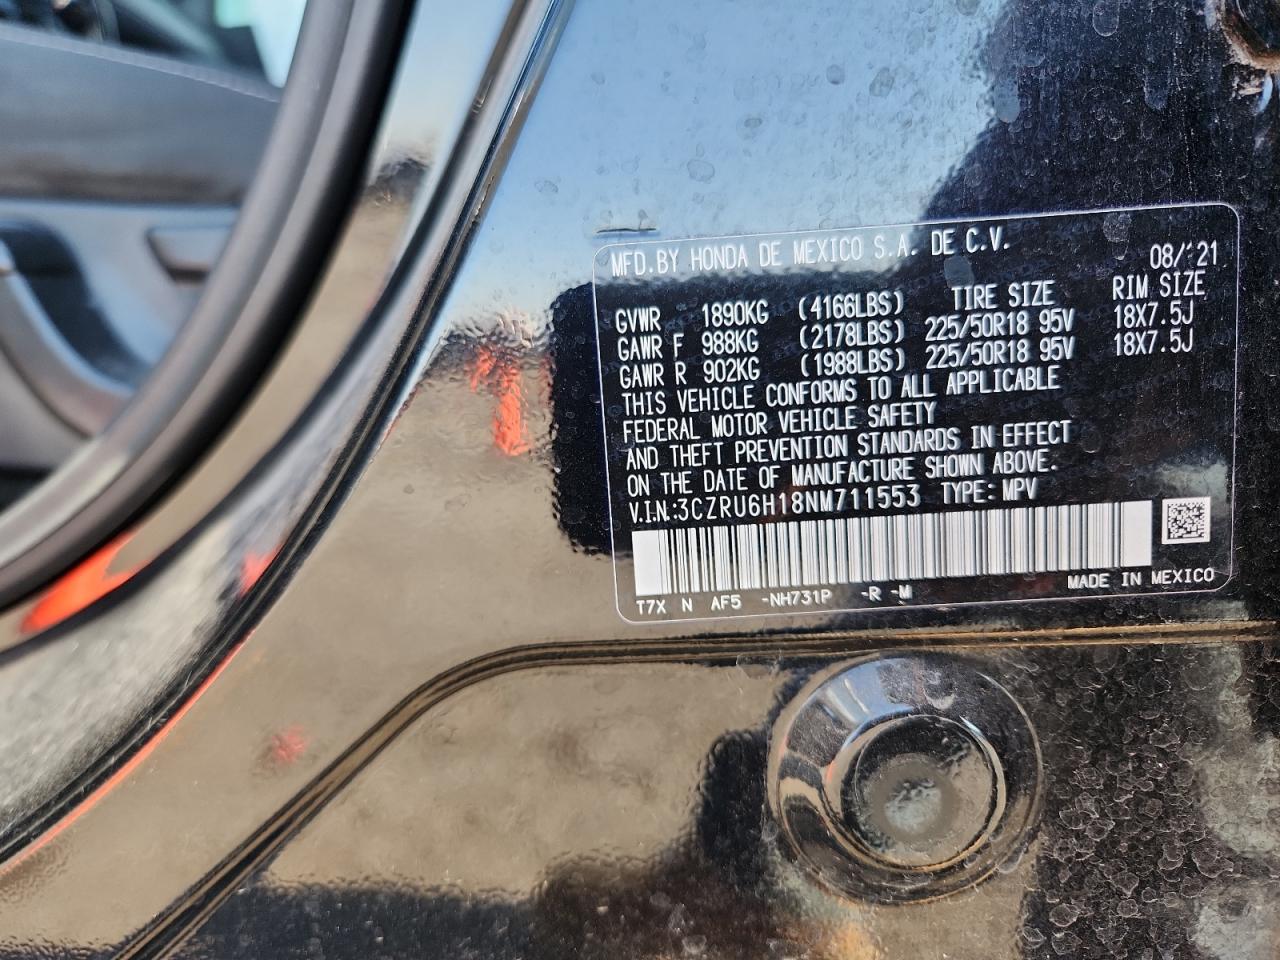 MFD. BY HONDA DE MEXICO S.A. DE C.V. 08/'21
GVWR 1890KG (4166LBS) TIRE SIZE RIM SIZE
GAWR F 988KG (2178LBS) 225/50R18 95V 18X7.5J
GAWR R 902KG (1988LBS) 225/50R18 95V 18X7.5J
THIS VEHICLE CONFORMS TO ALL APPLICABLE
FEDERAL MOTOR VEHICLE SAFETY
AND THEFT PREVENTION STANDARDS IN EFFECT
ON THE DATE OF MANUFACTURE SHOWN ABOVE.
V.I.N.:3CZRU6H18NM711553 TYPE: MPV
MADE IN MEXICO
T7X N AF5 -NH731P -R -M